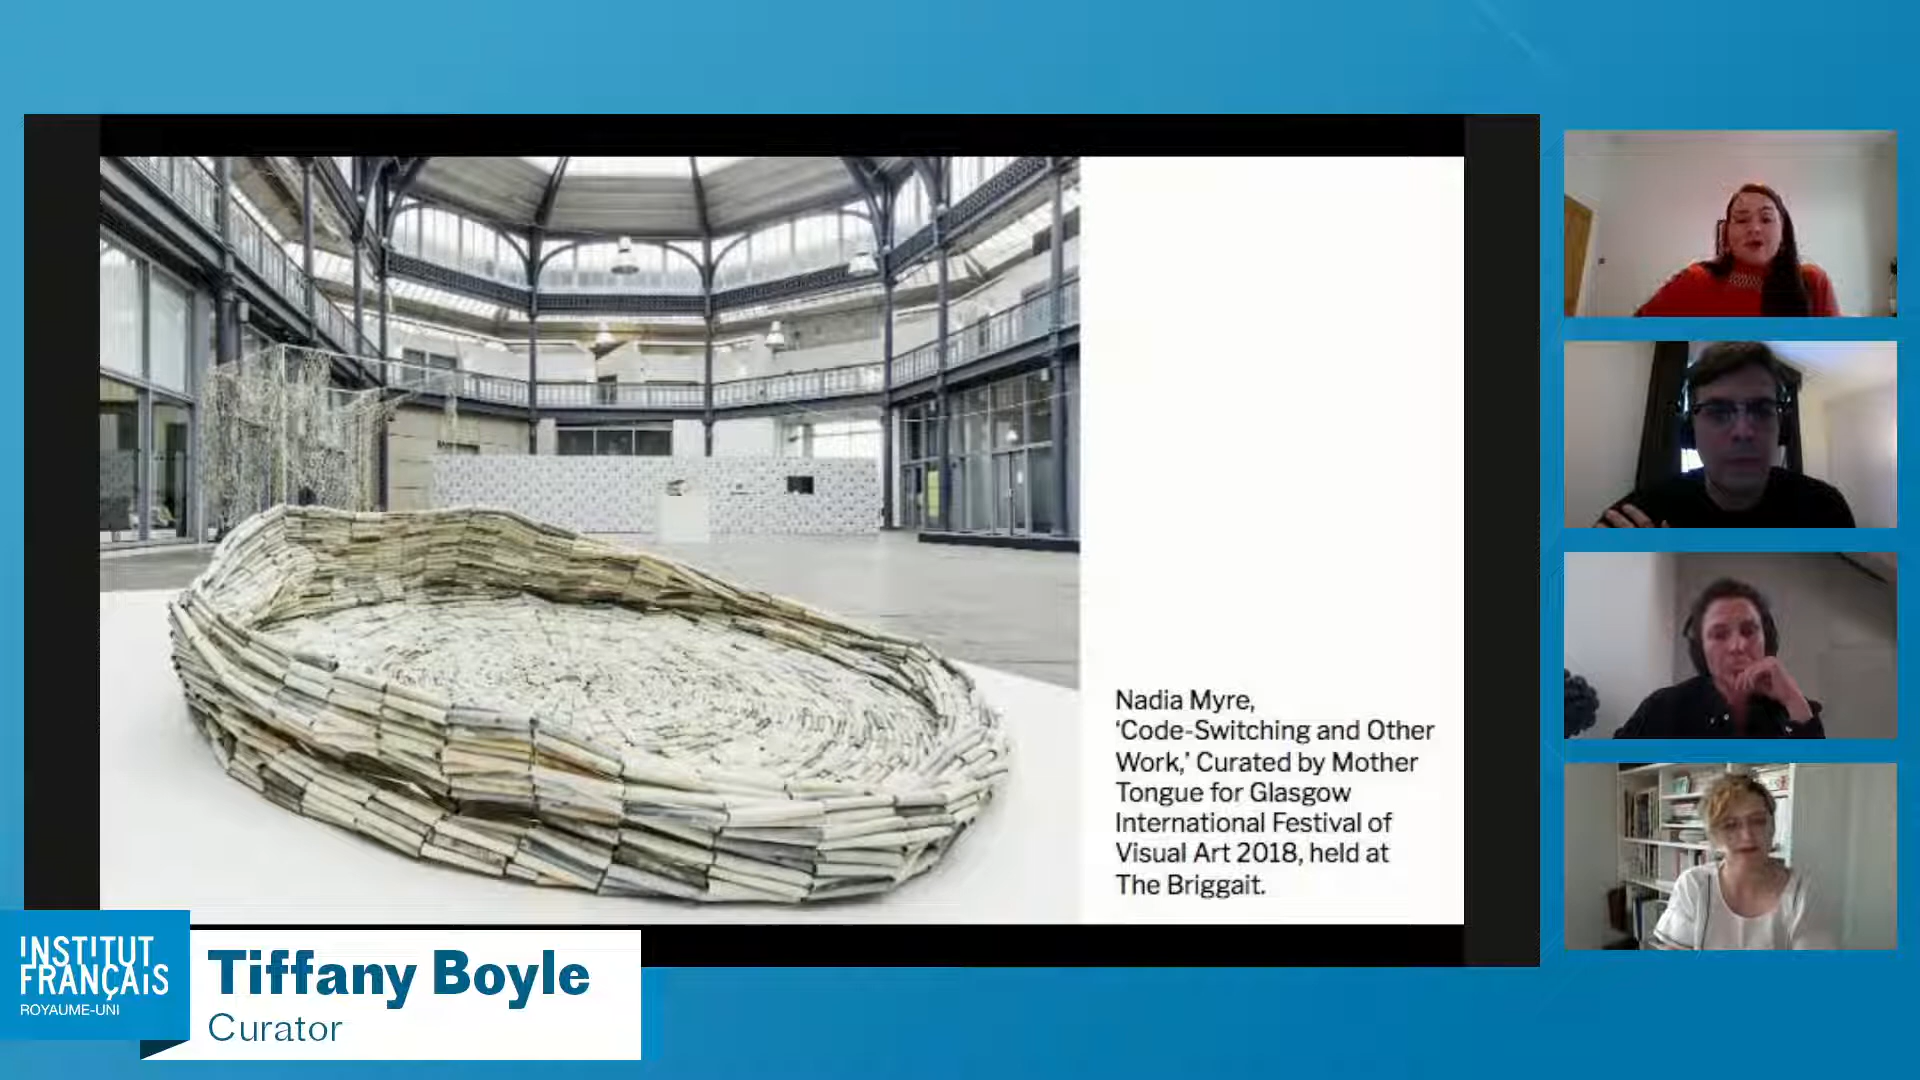 Nadia Myre,
‘Code-Switching and Other
Work,’ Curated by Mother
Tongue for Glasgow
International Festival of
Visual Art 2018, held at
The Briggait.
INSTITUT
FRANÇAIS
ROYAUME-UNI
Tiffany Boyle
Curator